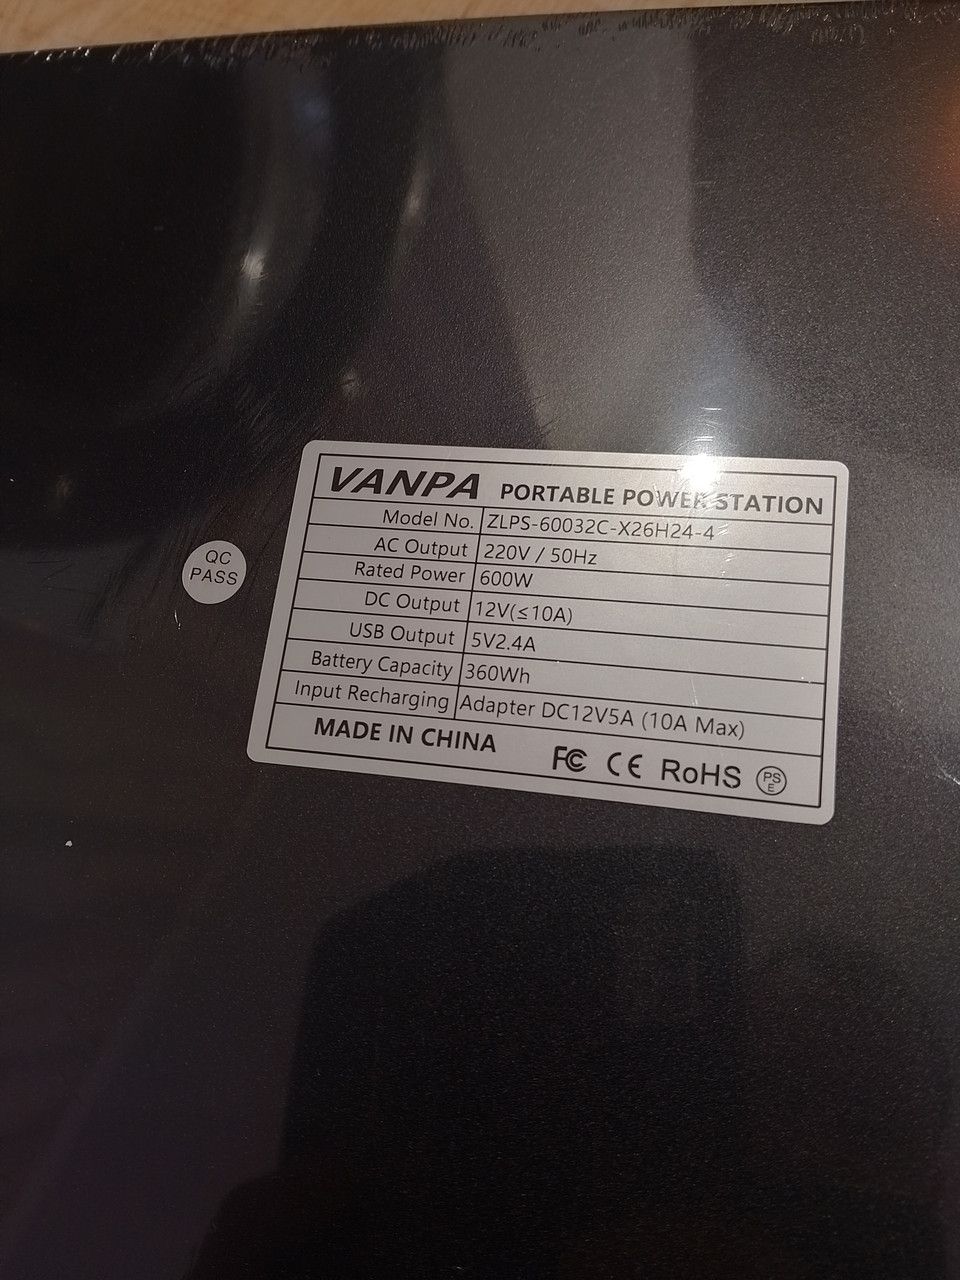 VANPA PORTABLE POWER STATION
Model No. ZLPS-60032C-X26H24-4
AC Output 220V / 50Hz
Rated Power 600W
DC Output 12V(≤10A)
USB Output 5V2.4A
Battery Capacity 360Wh
Input Recharging Adapter DC12V5A (10A Max)
MADE IN CHINA FC CE RoHS PS
E
QC
PASS